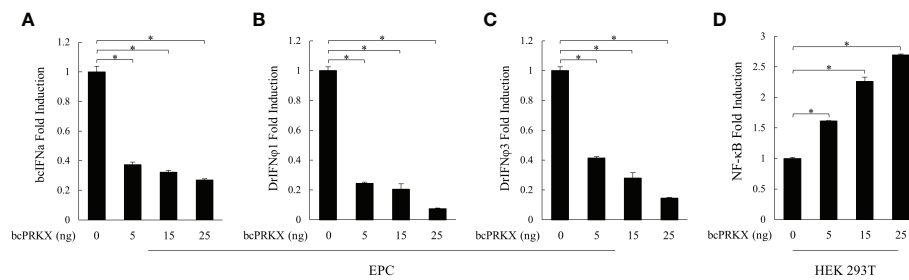 A
bcIFNa Fold Induction
1.2
1
0.8
0.6
0.4
0.2
0
* * *
bcPRKX (ng) 0 5 15 25
B
DrIFNφ1 Fold Induction
1.2
1
0.8
0.6
0.4
0.2
0
* * *
bcPRKX (ng) 0 5 15 25
C
DrIFNφ3 Fold Induction
1.2
1
0.8
0.6
0.4
0.2
0
* * *
bcPRKX (ng) 0 5 15 25
EPC
D
NF-κB Fold Induction
3
2.5
2
1.5
1
0.5
0
* * *
bcPRKX (ng) 0 5 15 25
HEK 293T